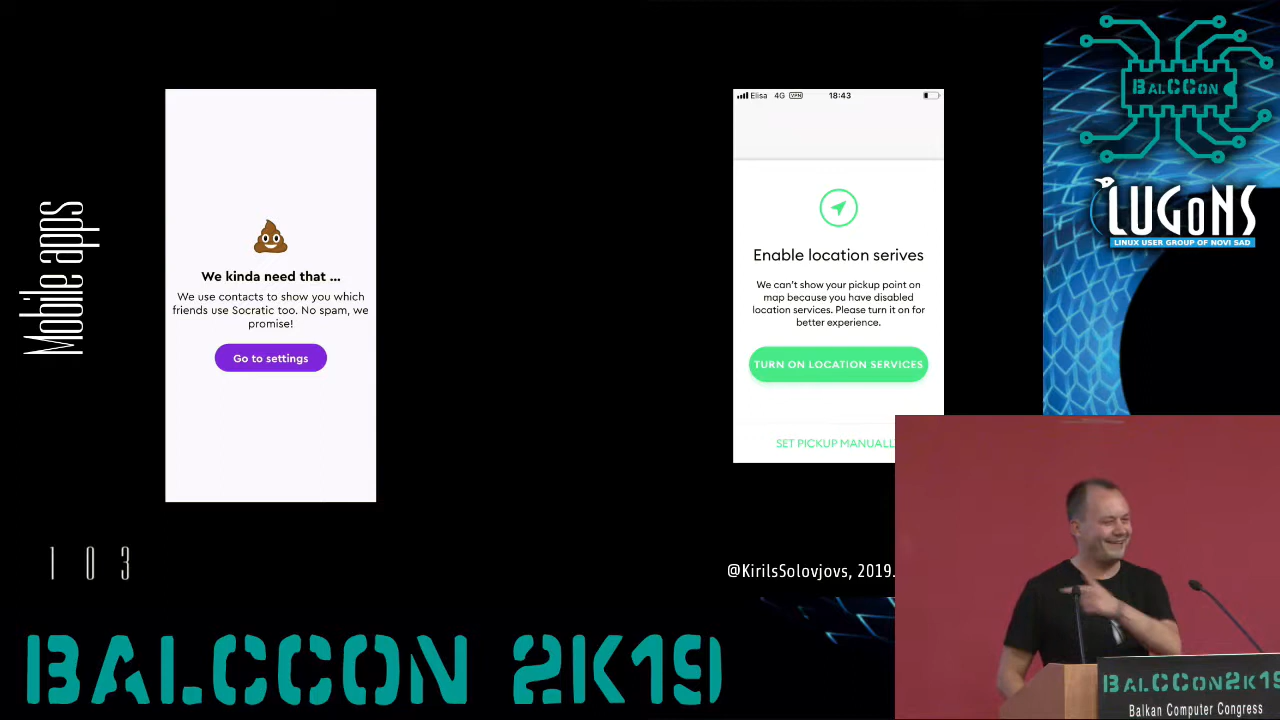 Mobile apps
We kinda need that ...
We use contacts to show you which
friends use Socratic too. No spam, we
promise!
Go to settings
Elisa 4G VPN 18:43
Enable location serives
We can't show your pickup point on
map because you have disabled
location services. Please turn it on for
better experience.
TURN ON LOCATION SERVICES
SET PICKUP MANUALL
103
@KirilsSolovjovs, 2019.
BALCCON 2K19
BALCCON
LUGONS
LINUX USER GROUP OF NOVI SAD
BALCCON2K19
Balkan Computer Congress